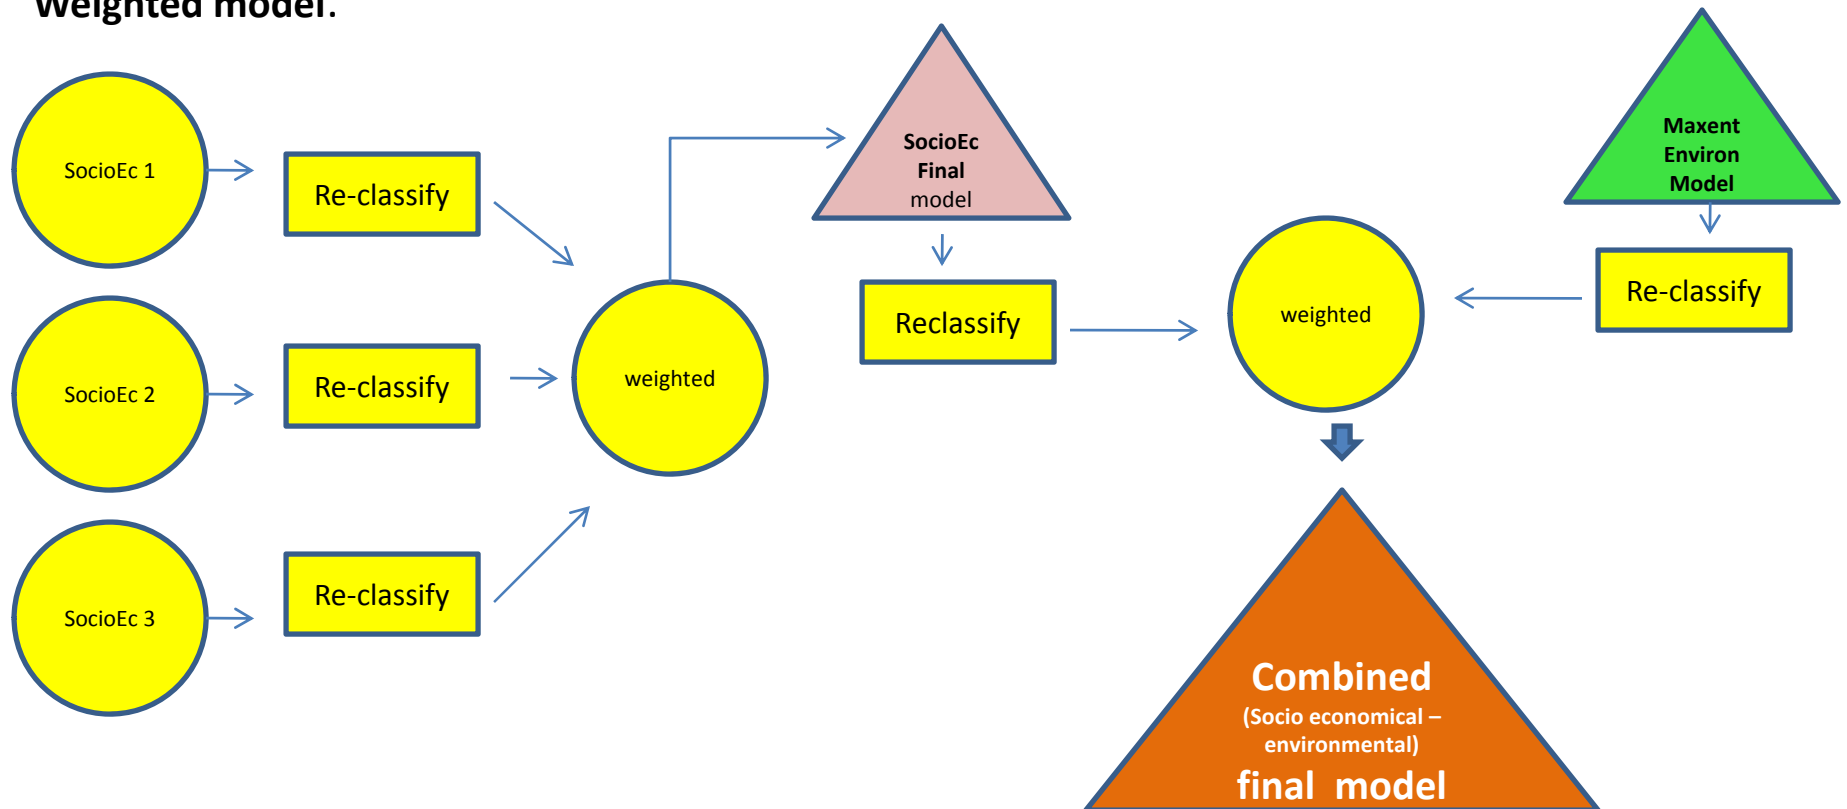 Weighted model:
SocioEc 1
Re-classify
SocioEc 2
Re-classify
SocioEc 3
Re-classify
weighted
SocioEc
Final
model
Reclassify
weighted
Maxent
Environ
Model
Re-classify
Combined
(Socio economical –
environmental)
final model